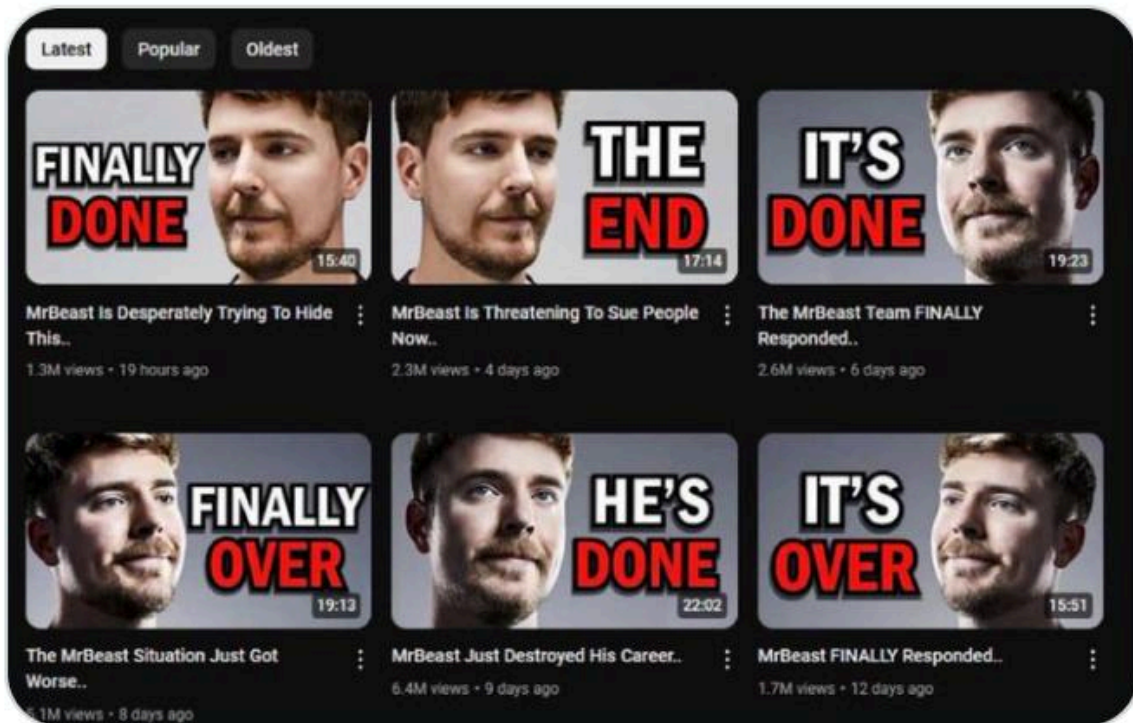 Latest
Popular
Oldest
FINALLY
DONE
15:40
THE
END
17:14
IT'S
DONE
19:23
MrBeast Is Desperately Trying To Hide
This..
1.3M views • 19 hours ago
MrBeast Is Threatening To Sue People
Now..
2.3M views • 4 days ago
The MrBeast Team FINALLY
Responded..
2.6M views • 6 days ago
FINALLY
OVER
19:13
HE'S
DONE
22:02
IT'S
OVER
15:51
The MrBeast Situation Just Got
Worse..
5.1M views • 8 days ago
MrBeast Just Destroyed His Career..
6.4M views • 9 days ago
MrBeast FINALLY Responded..
1.7M views • 12 days ago